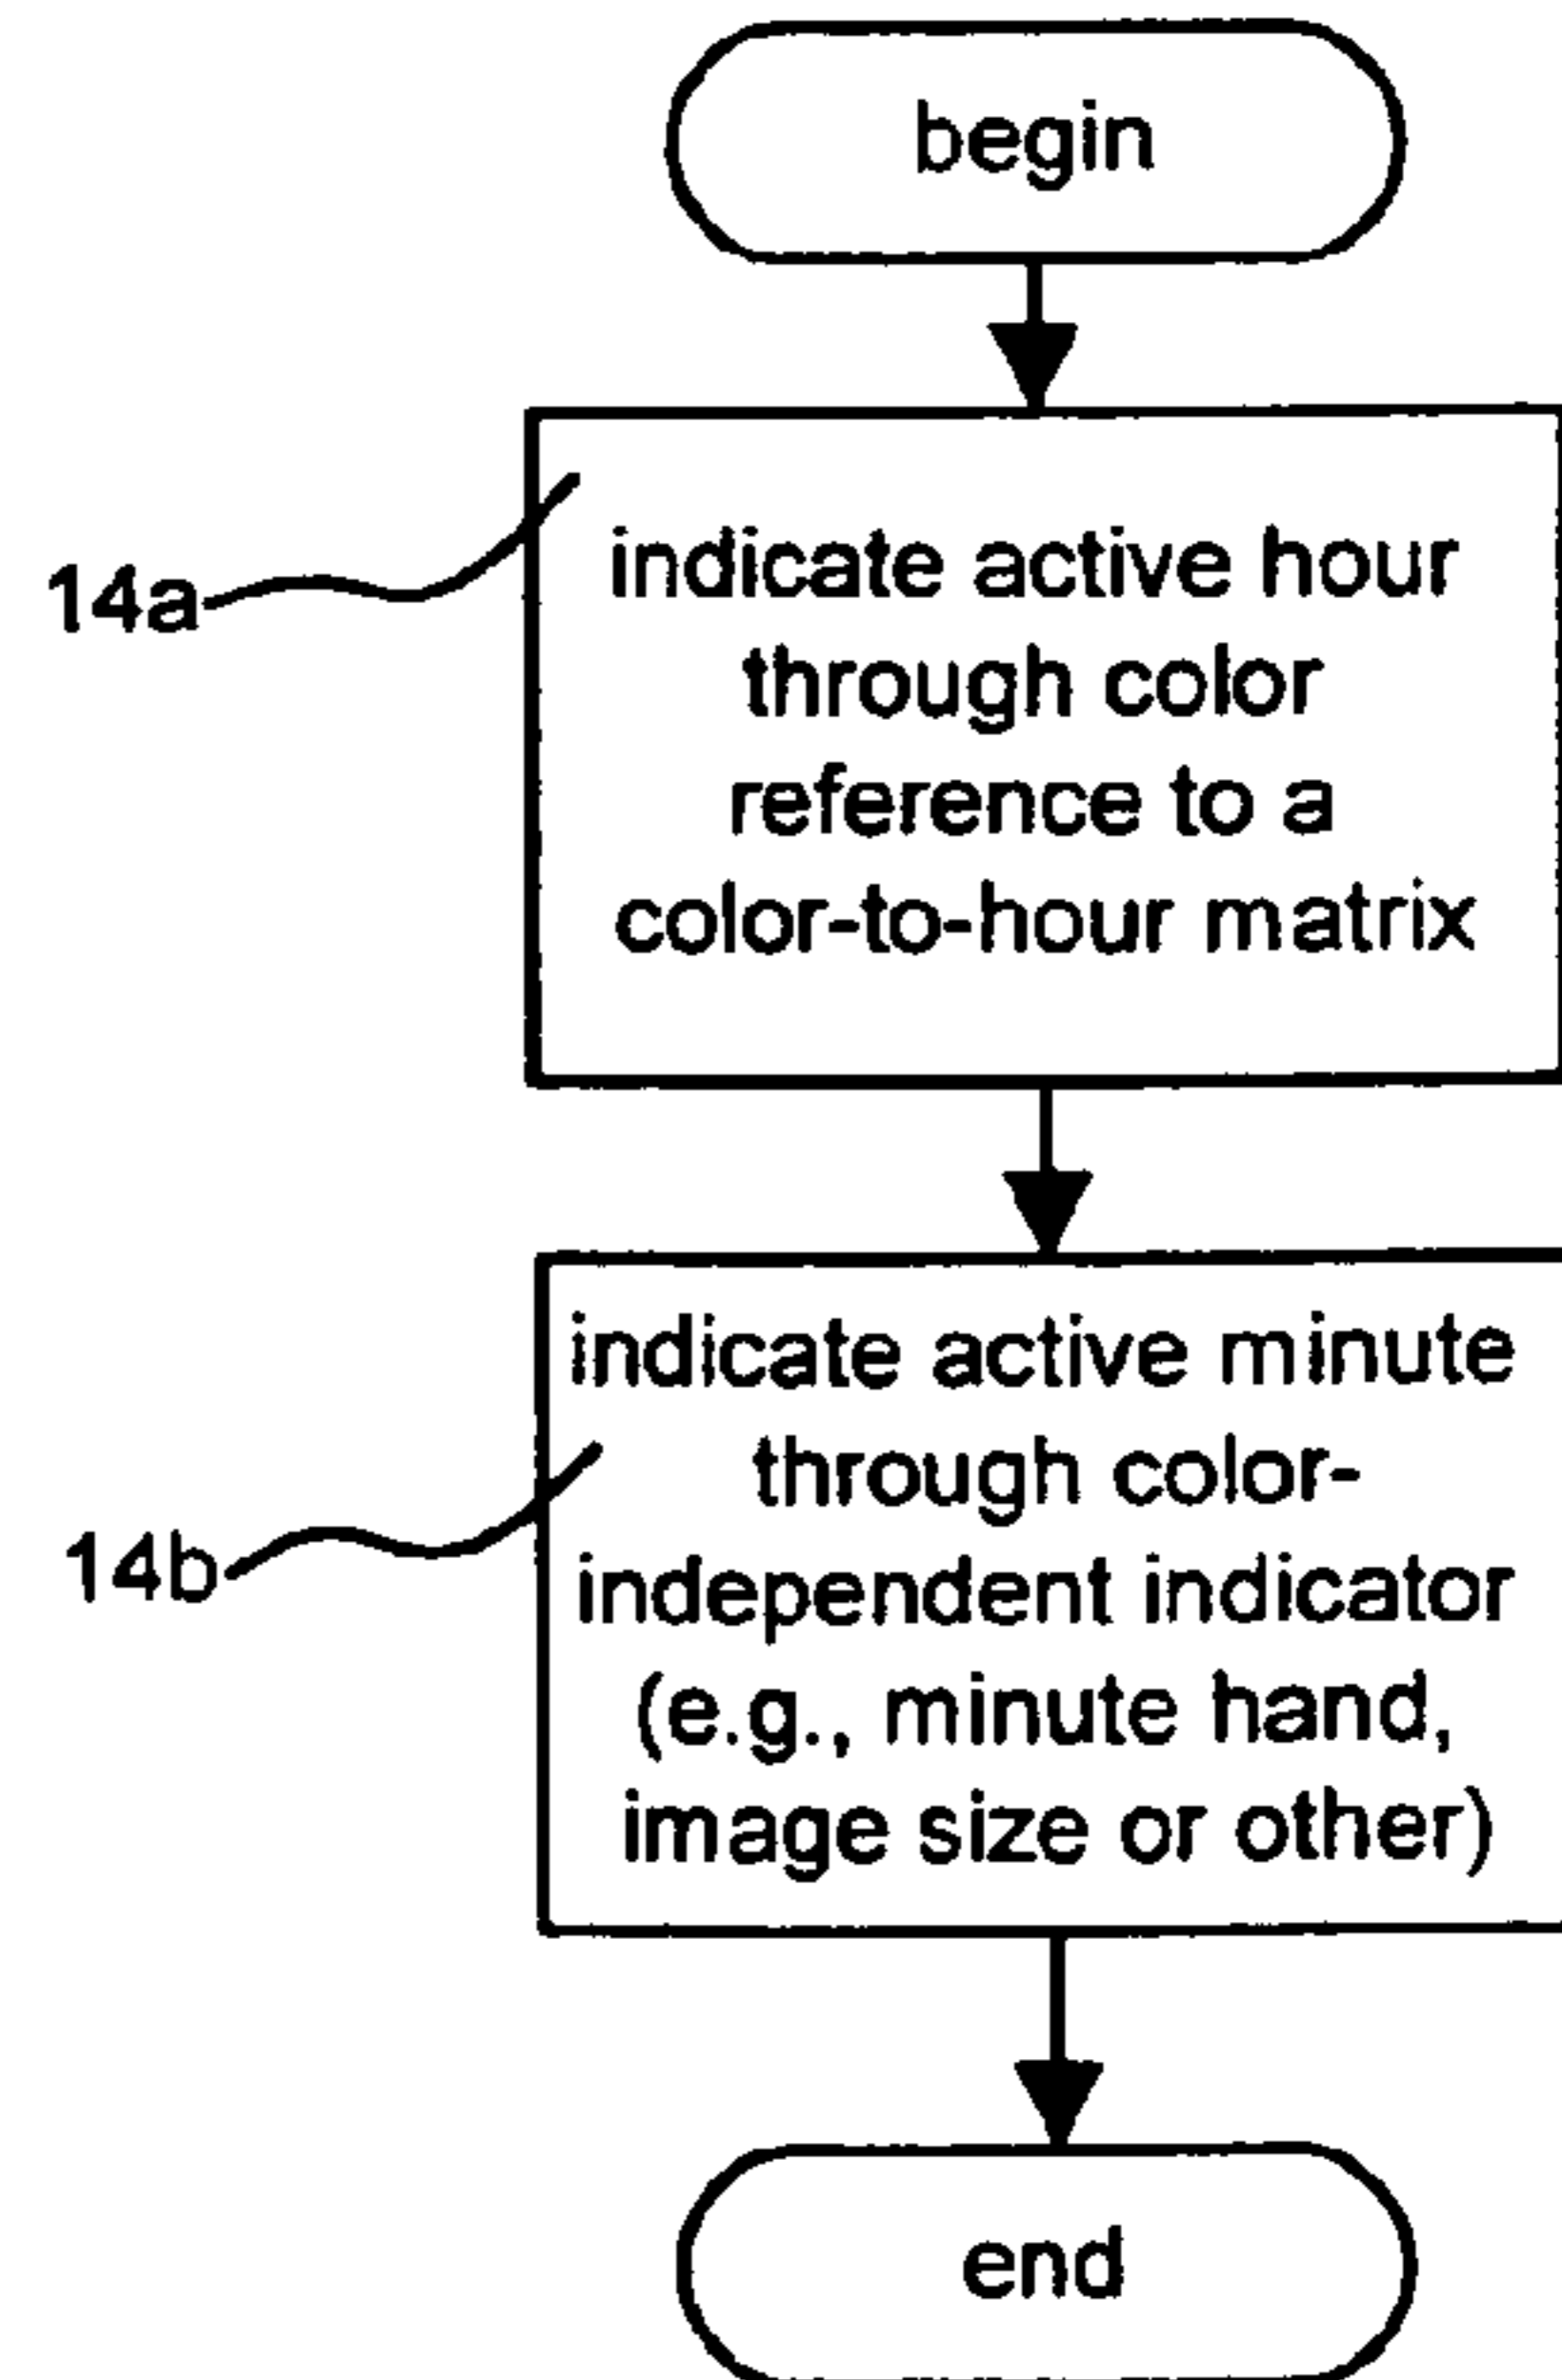 begin
14a
indicate active hour
through color
reference to a
color-to-hour matrix
14b
indicate active minute
through color-
independent indicator
(e.g., minute hand,
image size or other)
end